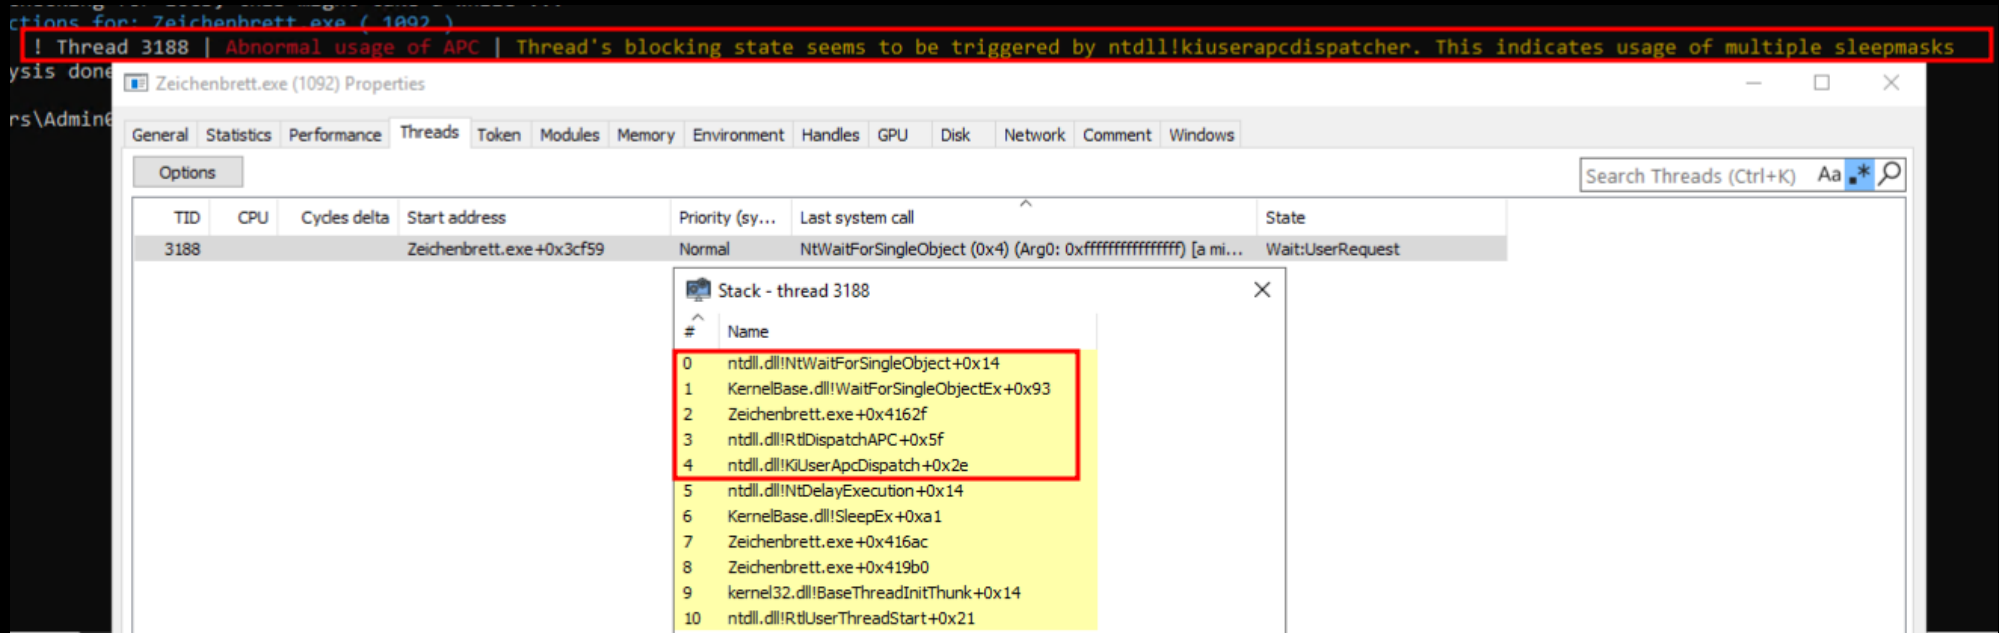 ctions for: Zeichenbrett.exe ( 1092 )
! Thread 3188 | Abnormal usage of APC | Thread's blocking state seems to be triggered by ntdll!kiuserapcdispatcher. This indicates usage of multiple sleepmasks
ysis done
Zeichenbrett.exe (1092) Properties
rs\Admin
General Statistics Performance Threads Token Modules Memory Environment Handles GPU Disk Network Comment Windows
Options
Search Threads (Ctrl+K) Aa .*
TID CPU Cycles delta Start address Priority (sy... Last system call State
3188 Zeichenbrett.exe+0x3cf59 Normal NtWaitForSingleObject (0x4) (Arg0: 0xffffffffffffffff) [a mi... Wait:UserRequest
Stack - thread 3188
# Name
0 ntdll.dll!NtWaitForSingleObject+0x14
1 KernelBase.dll!WaitForSingleObjectEx+0x93
2 Zeichenbrett.exe+0x4162f
3 ntdll.dll!RtlDispatchAPC+0x5f
4 ntdll.dll!KiUserApcDispatch+0x2e
5 ntdll.dll!NtDelayExecution+0x14
6 KernelBase.dll!SleepEx+0xa1
7 Zeichenbrett.exe+0x416ac
8 Zeichenbrett.exe+0x419b0
9 kernel32.dll!BaseThreadInitThunk+0x14
10 ntdll.dll!RtlUserThreadStart+0x21